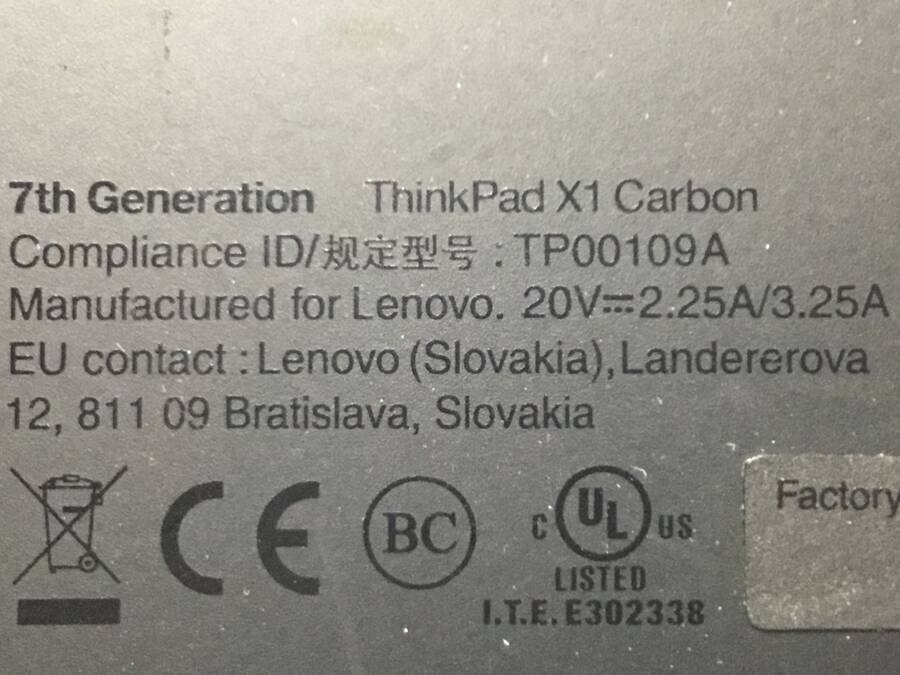 7th Generation ThinkPad X1 Carbon
Compliance ID/规定型号 : TP00109A
Manufactured for Lenovo. 20V⎓2.25A/3.25A
EU contact : Lenovo (Slovakia), Landererova
12, 811 09 Bratislava, Slovakia
CE BC C UL US
LISTED
I.T.E. E302338
Factory